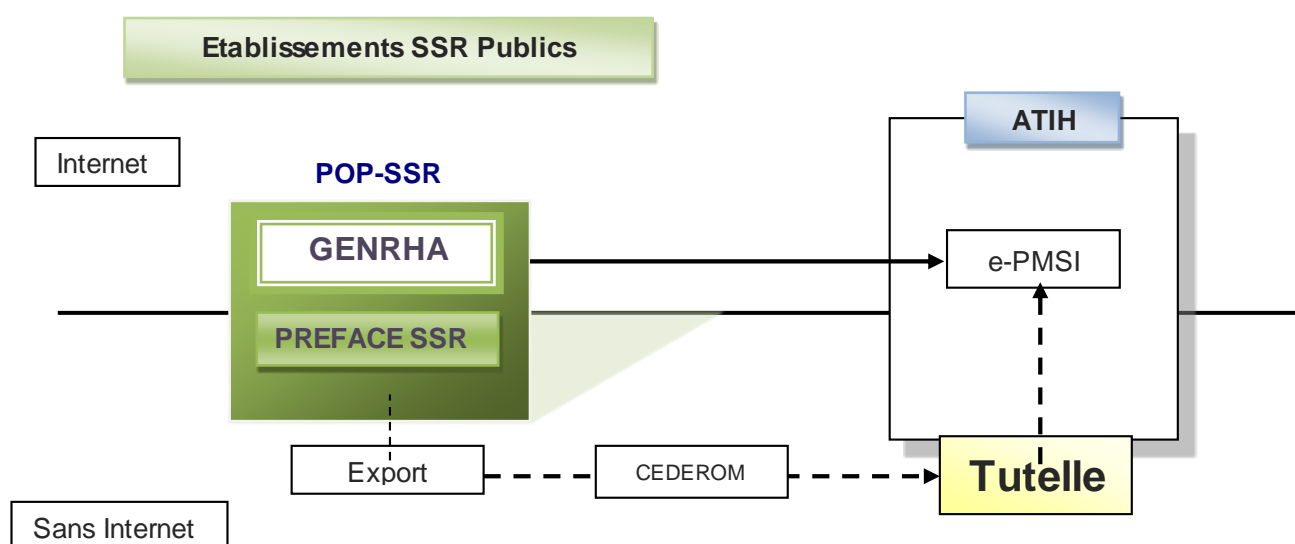 Etablissements SSR Publics
ATIH
Internet
POP-SSR
GENRHA
e-PMSI
PREFACE SSR
Export
CEDEROM
Tutelle
Sans Internet